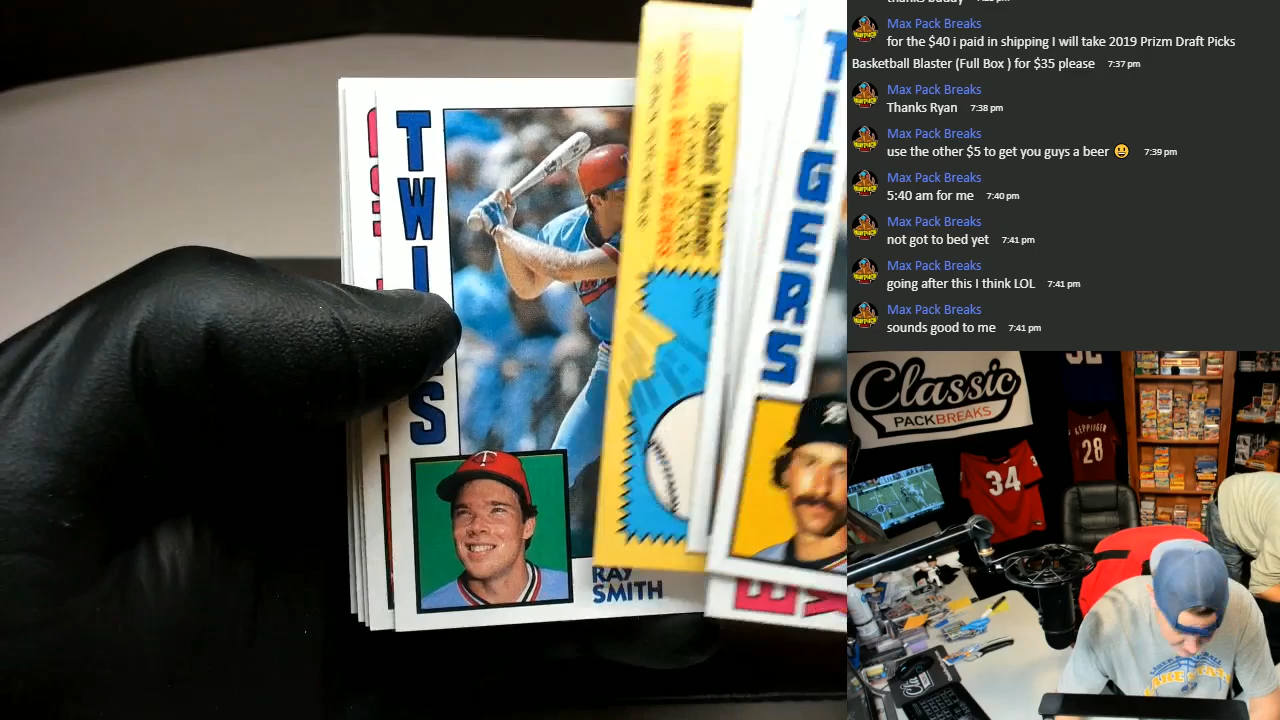 thanks buddy
Max Pack Breaks
for the $40 i paid in shipping I will take 2019 Prizm Draft Picks
Basketball Blaster (Full Box ) for $35 please 7:37 pm
Max Pack Breaks
Thanks Ryan 7:38 pm
Max Pack Breaks
use the other $5 to get you guys a beer 😀 7:39 pm
Max Pack Breaks
5:40 am for me 7:40 pm
Max Pack Breaks
not got to bed yet 7:41 pm
Max Pack Breaks
going after this I think LOL 7:41 pm
Max Pack Breaks
sounds good to me 7:41 pm
TWINS
RAY
SMITH
TIGERS
Classic
PACKBREAKS
34
KEPPINGER
28